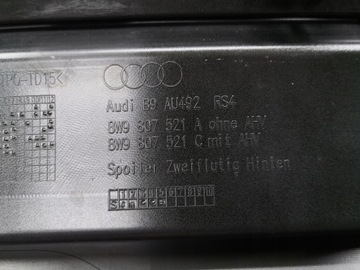 Audi B9 AU492 RS4
8W9 807 521 A ohne AHV
8W9 807 521 C mit AHV
Spoiler Zweiflutig Hinten